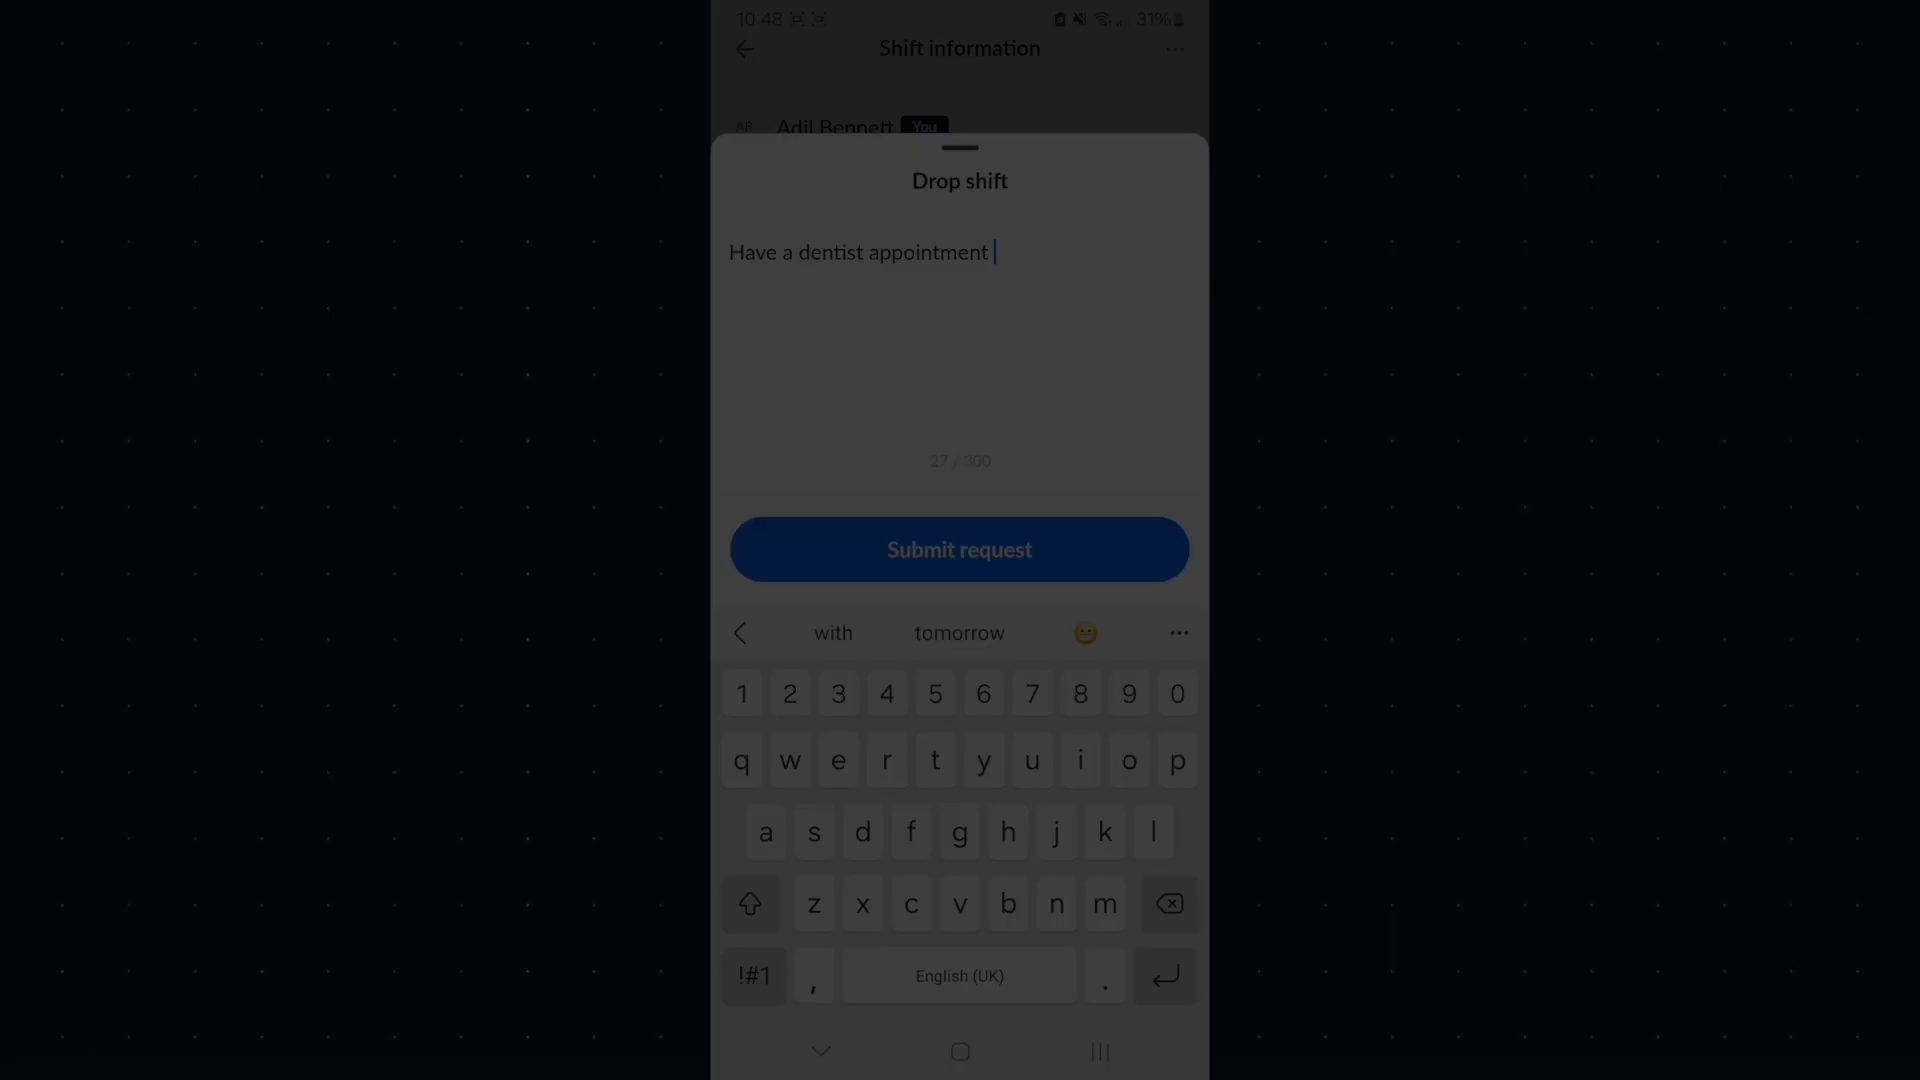 10:48 31%
Shift information
AB Adil Bennett You
Drop shift
Have a dentist appointment
27 / 300
Submit request
with tomorrow
1 2 3 4 5 6 7 8 9 0
q w e r t y u i o p
a s d f g h j k l
z x c v b n m
!#1 , English (UK) .